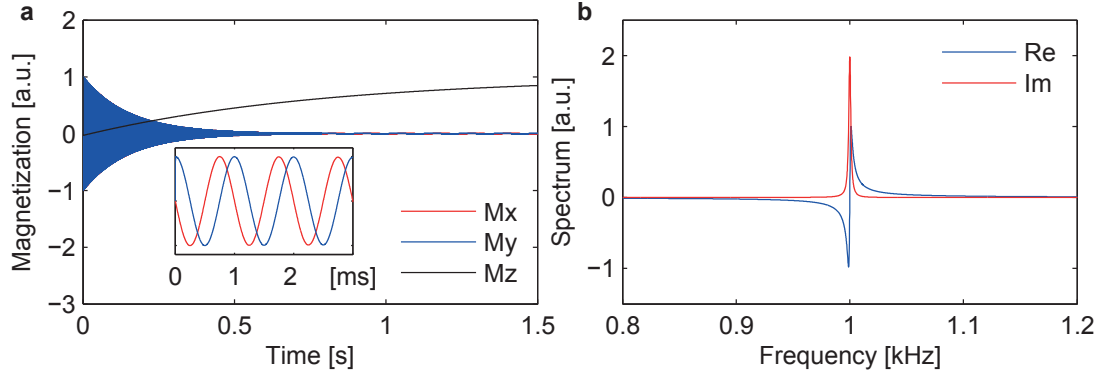 a
Magnetization [a.u.]
2
1
0
-1
-2
−3
0 1 2 [ms]
Mx
My
Mz
0 0.5 1 1.5
Time [s]
b
Spectrum [a.u.]
2
1
0
−1
Re
Im
0.8 0.9 1 1.1 1.2
Frequency [kHz]